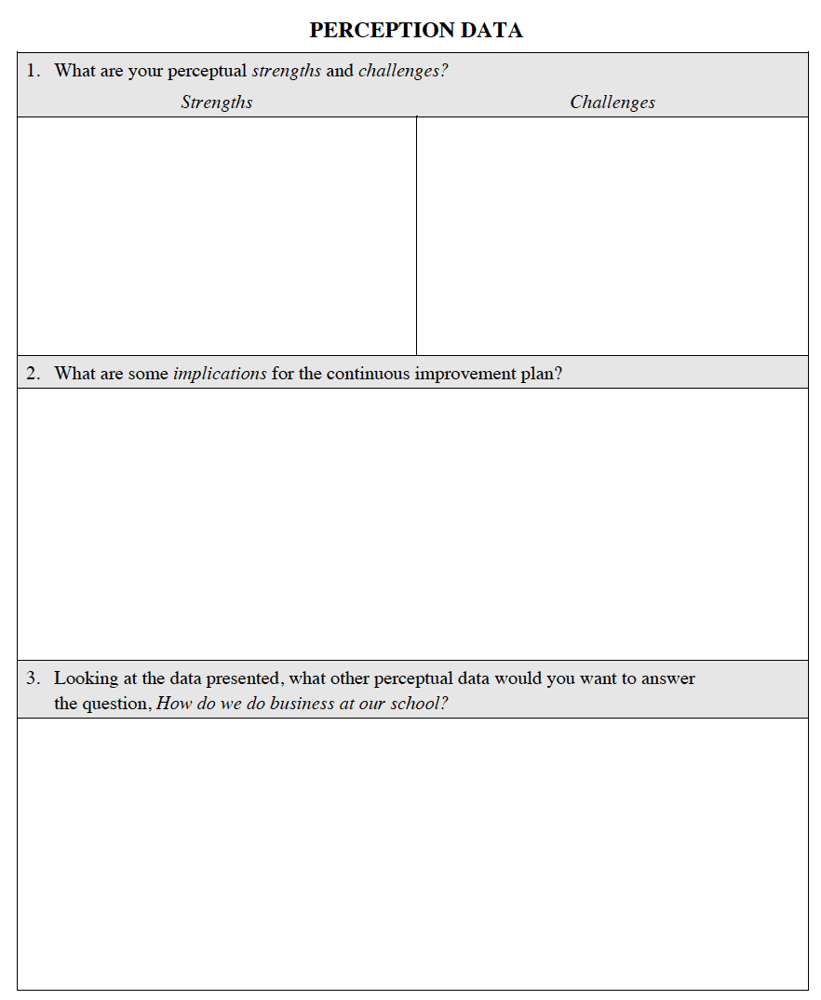 PERCEPTION DATA
1. What are your perceptual strengths and challenges?
Strengths Challenges
2. What are some implications for the continuous improvement plan?
3. Looking at the data presented, what other perceptual data would you want to answer
the question, How do we do business at our school?